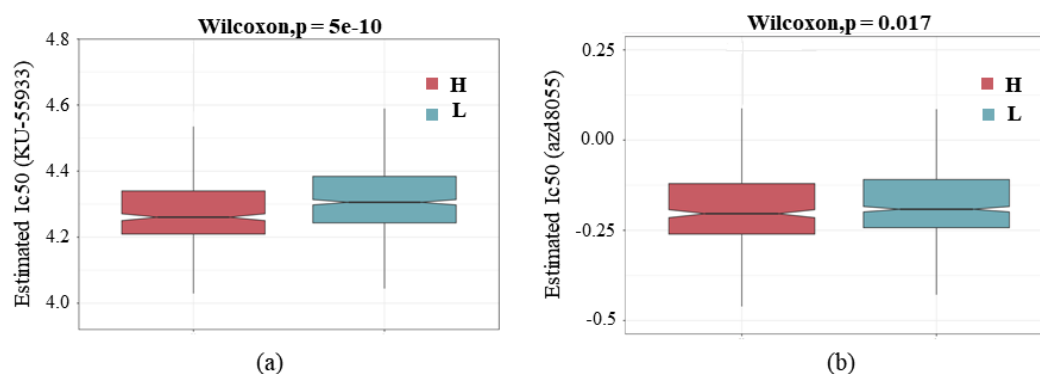 Wilcoxon,p = 5e-10
4.8
4.6
4.4
4.2
4.0
Estimated Ic50 (KU-55933)
H
L
(a)
Wilcoxon,p = 0.017
0.25
0.00
-0.25
-0.5
Estimated Ic50 (azd8055)
H
L
(b)